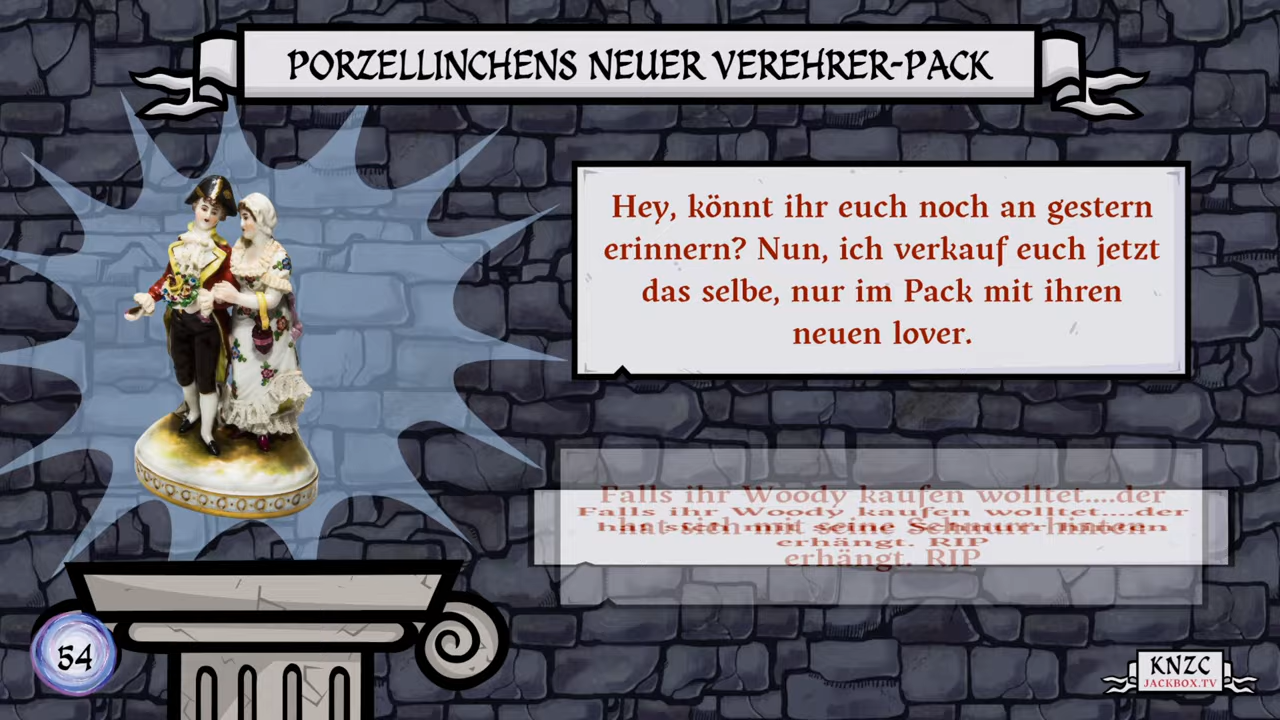 PORZELLINCHENS NEUER VEREHRER-PACK
Hey, könnt ihr euch noch an gestern
erinnern? Nun, ich verkauf euch jetzt
das selbe, nur im Pack mit ihren
neuen lover.
Falls ihr Woody kaufen wolltet....der
hat sich mit seine Schnurr hinten
erhängt. RIP
54
KNZC
JACKBOX.TV